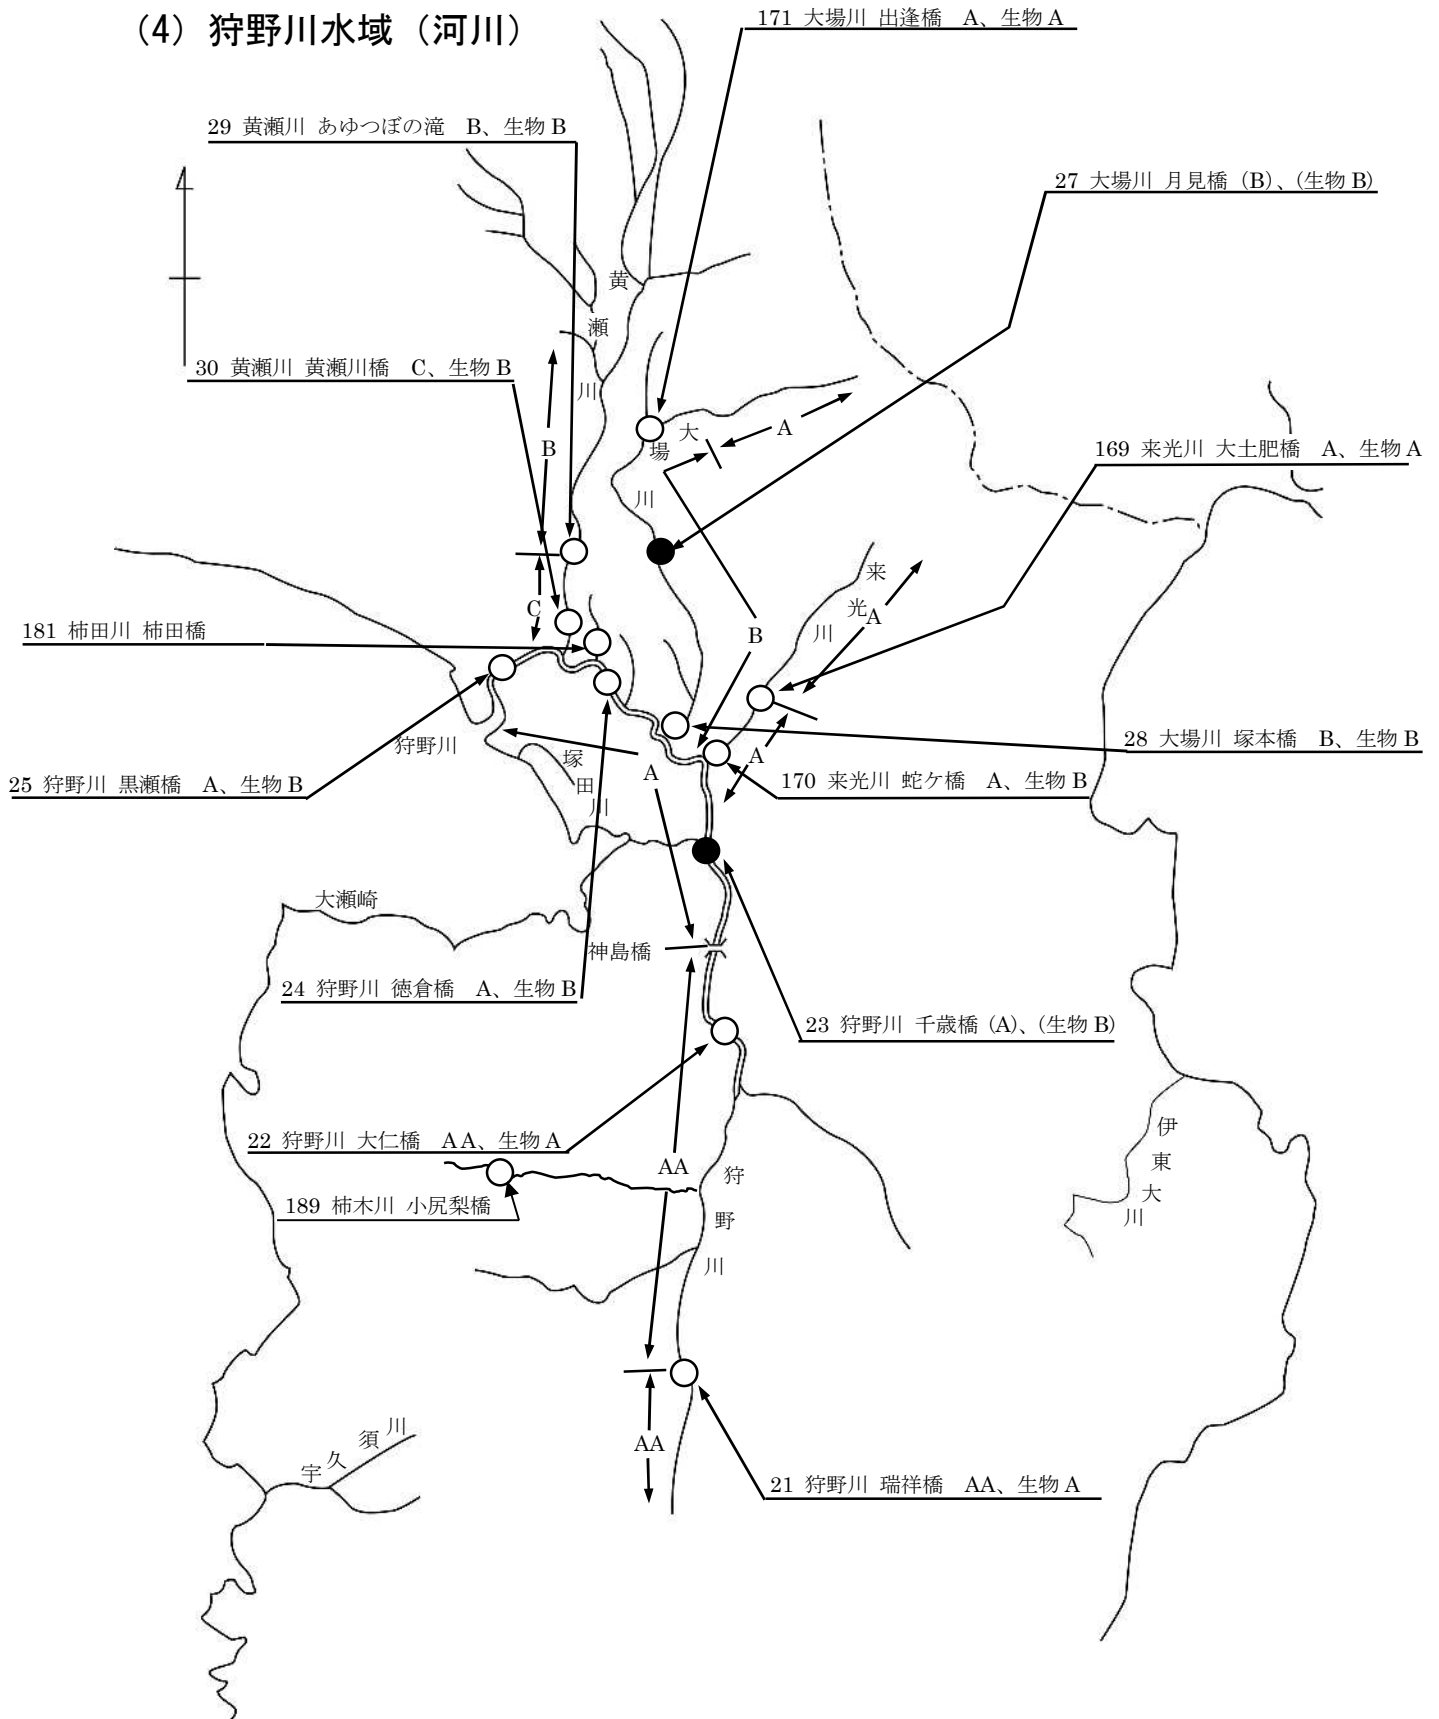 (4) 狩野川水域（河川）
171 大場川 出逢橋　A、生物 A
29 黄瀬川 あゆつぼの滝　B、生物 B
27 大場川 月見橋 (B)、(生物 B)
黄
瀬
川
30 黄瀬川 黄瀬川橋　C、生物 B
B
大
場
川
A
169 来光川 大土肥橋　A、生物 A
来
光
川
A
C
181 柿田川 柿田橋
B
狩野川
塚
田
川
A
A
28 大場川 塚本橋　B、生物 B
25 狩野川 黒瀬橋　A、生物 B
170 来光川 蛇ケ橋　A、生物 B
大瀬崎
神島橋
24 狩野川 徳倉橋　A、生物 B
23 狩野川 千歳橋 (A)、(生物 B)
22 狩野川 大仁橋　AA、生物 A
AA
狩
野
川
伊
東
大
川
189 柿木川 小尻梨橋
AA
宇
久
須
川
21 狩野川 瑞祥橋　AA、生物 A